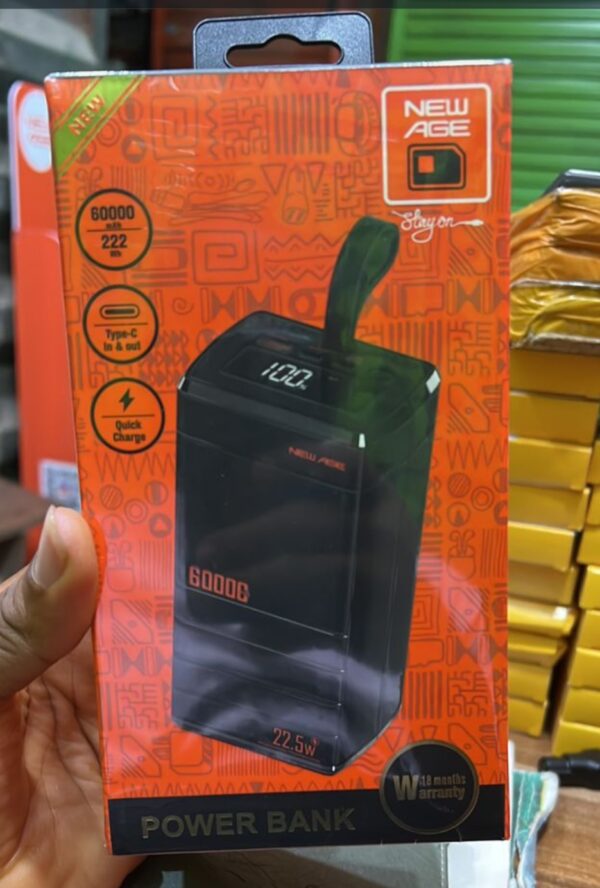 NEW
NEW
AGE
Stay on
60000
mAh
222
Wh
Type-C
In & out
Quick
Charge
100%
NEW AGE
60000
22.5W
18 months
Warranty
POWER BANK